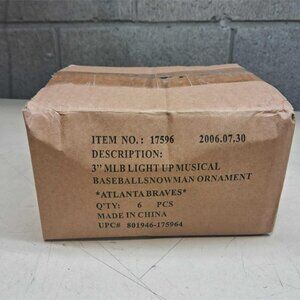 ITEM NO.: 17596 2006.07.30
DESCRIPTION:
3" MLB LIGHT UP MUSICAL
BASEBALLSNOWMAN ORNAMENT
*ATLANTA BRAVES*
Q'TY: 6 PCS
MADE IN CHINA
UPC# 801946-175964